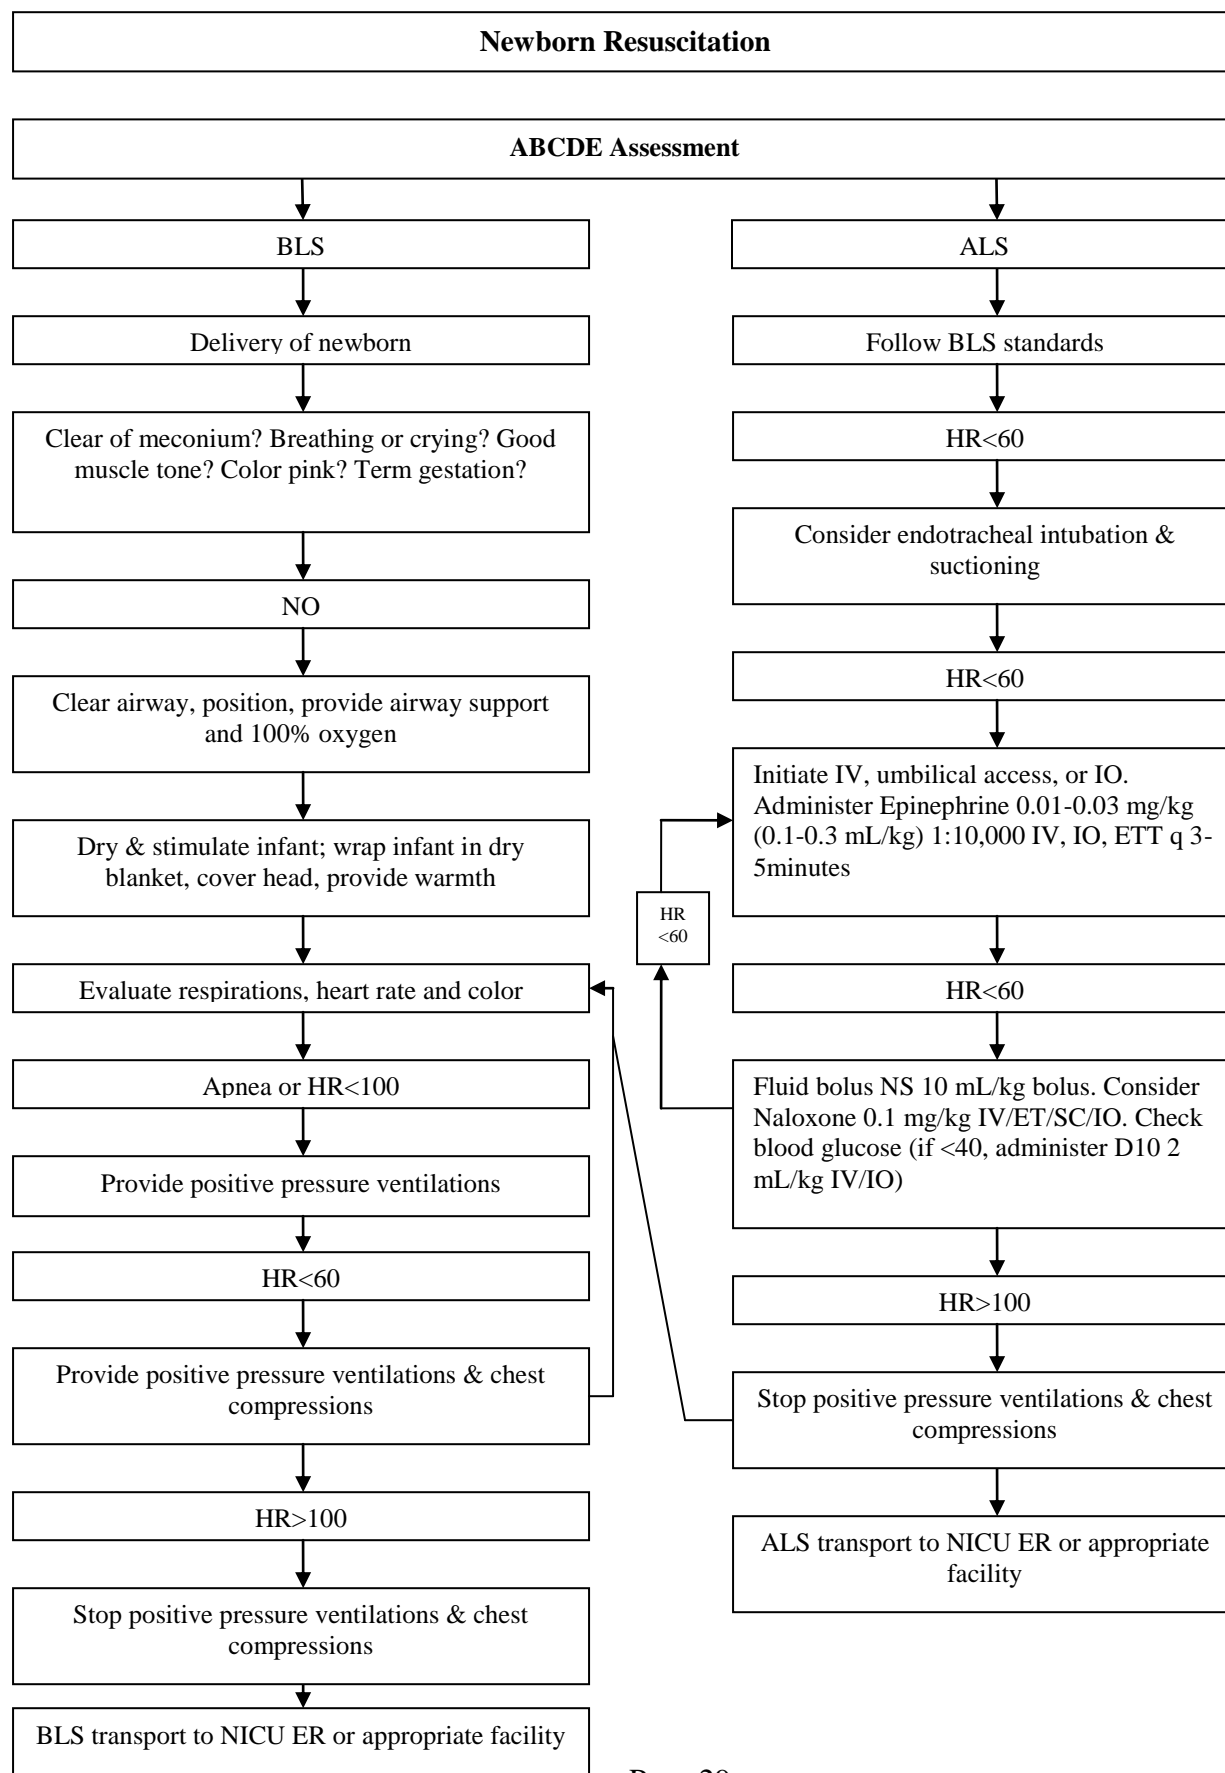 Newborn Resuscitation
ABCDE Assessment
BLS
Delivery of newborn
Clear of meconium? Breathing or crying? Good
muscle tone? Color pink? Term gestation?
NO
Clear airway, position, provide airway support
and 100% oxygen
Dry & stimulate infant; wrap infant in dry
blanket, cover head, provide warmth
Evaluate respirations, heart rate and color
Apnea or HR<100
Provide positive pressure ventilations
HR<60
Provide positive pressure ventilations & chest
compressions
HR>100
Stop positive pressure ventilations & chest
compressions
BLS transport to NICU ER or appropriate facility
ALS
Follow BLS standards
HR<60
Consider endotracheal intubation &
suctioning
HR<60
Initiate IV, umbilical access, or IO.
Administer Epinephrine 0.01-0.03 mg/kg
(0.1-0.3 mL/kg) 1:10,000 IV, IO, ETT q 3-
5minutes
HR
<60
HR<60
Fluid bolus NS 10 mL/kg bolus. Consider
Naloxone 0.1 mg/kg IV/ET/SC/IO. Check
blood glucose (if <40, administer D10 2
mL/kg IV/IO)
HR>100
Stop positive pressure ventilations & chest
compressions
ALS transport to NICU ER or appropriate
facility